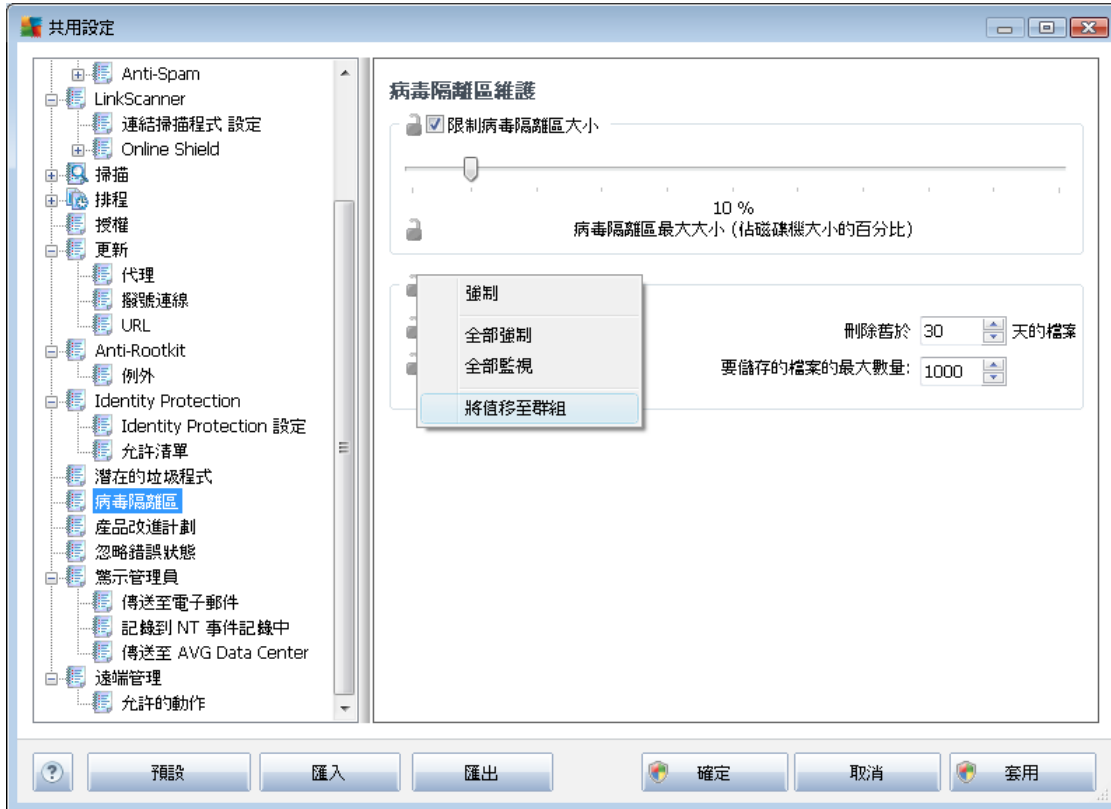 共用設定
Anti-Spam
LinkScanner
連結掃描程式 設定
Online Shield
掃描
排程
授權
更新
代理
撥號連線
URL
Anti-Rootkit
例外
Identity Protection
Identity Protection 設定
允許清單
潛在的垃圾程式
病毒隔離區
產品改進計劃
忽略錯誤狀態
警示管理員
傳送至電子郵件
記錄到 NT 事件記錄中
傳送至 AVG Data Center
遠端管理
允許的動作
病毒隔離區維護
限制病毒隔離區大小
10 %
病毒隔離區最大大小 (佔磁碟機大小的百分比)
強制
全部強制
全部監視
將值移至群組
刪除舊於 30 天的檔案
要儲存的檔案的最大數量: 1000
預設
匯入
匯出
確定
取消
套用